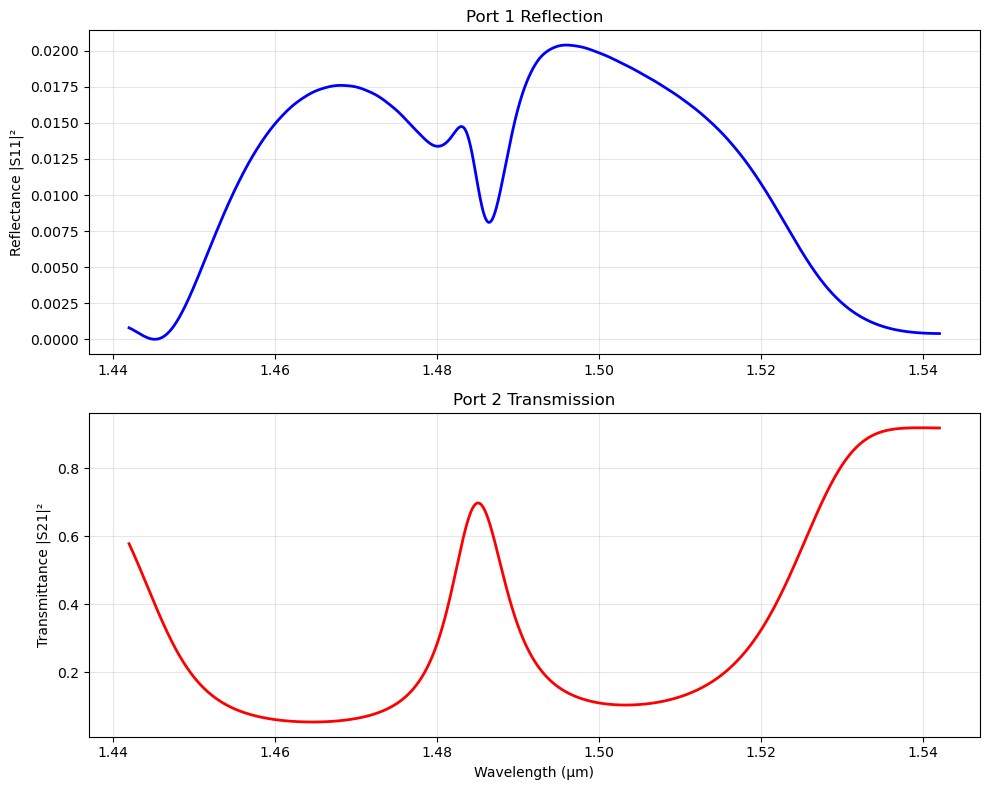 Port 1 Reflection
Reflectance |S11|²
0.0200
0.0175
0.0150
0.0125
0.0100
0.0075
0.0050
0.0025
0.0000
1.44 1.46 1.48 1.50 1.52 1.54
Port 2 Transmission
Transmittance |S21|²
0.8
0.6
0.4
0.2
1.44 1.46 1.48 1.50 1.52 1.54
Wavelength (μm)